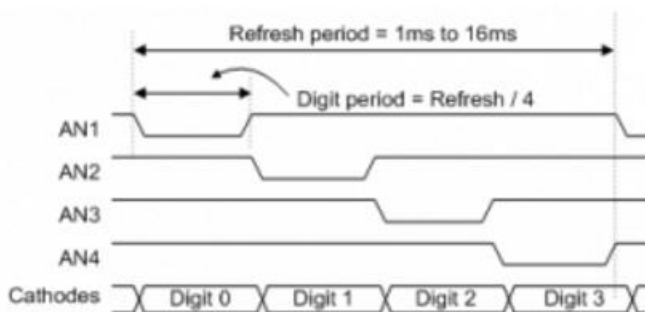 Refresh period = 1ms to 16ms
Digit period = Refresh / 4
AN1
AN2
AN3
AN4
Cathodes Digit 0 Digit 1 Digit 2 Digit 3